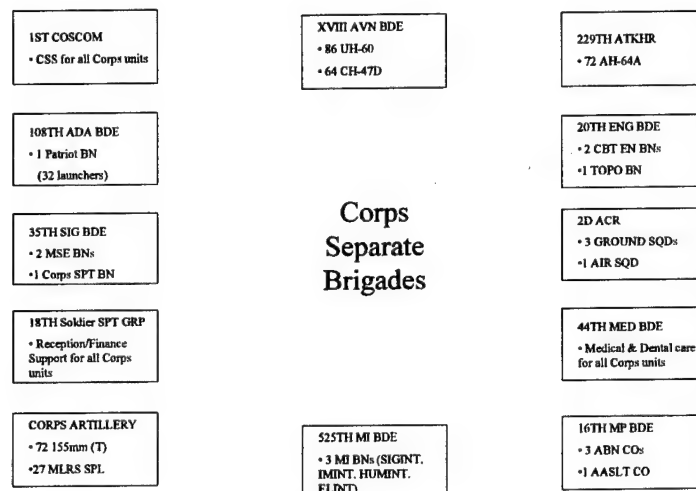 1ST COSCOM
• CSS for all Corps units
XVIII AVN BDE
• 86 UH-60
• 64 CH-47D
229TH ATKHR
• 72 AH-64A
108TH ADA BDE
• 1 Patriot BN
(32 launchers)
20TH ENG BDE
• 2 CBT EN BNs
•1 TOPO BN
Corps
Separate
Brigades
35TH SIG BDE
• 2 MSE BNs
•1 Corps SPT BN
2D ACR
• 3 GROUND SQDs
•1 AIR SQD
18TH Soldier SPT GRP
• Reception/Finance
Support for all Corps
units
44TH MED BDE
• Medical & Dental care
for all Corps units
CORPS ARTILLERY
• 72 155mm (T)
•27 MLRS SPL
525TH MI BDE
• 3 MI BNs (SIGINT,
IMINT, HUMINT,
ELINT)
16TH MP BDE
• 3 ABN COs
•1 AASLT CO